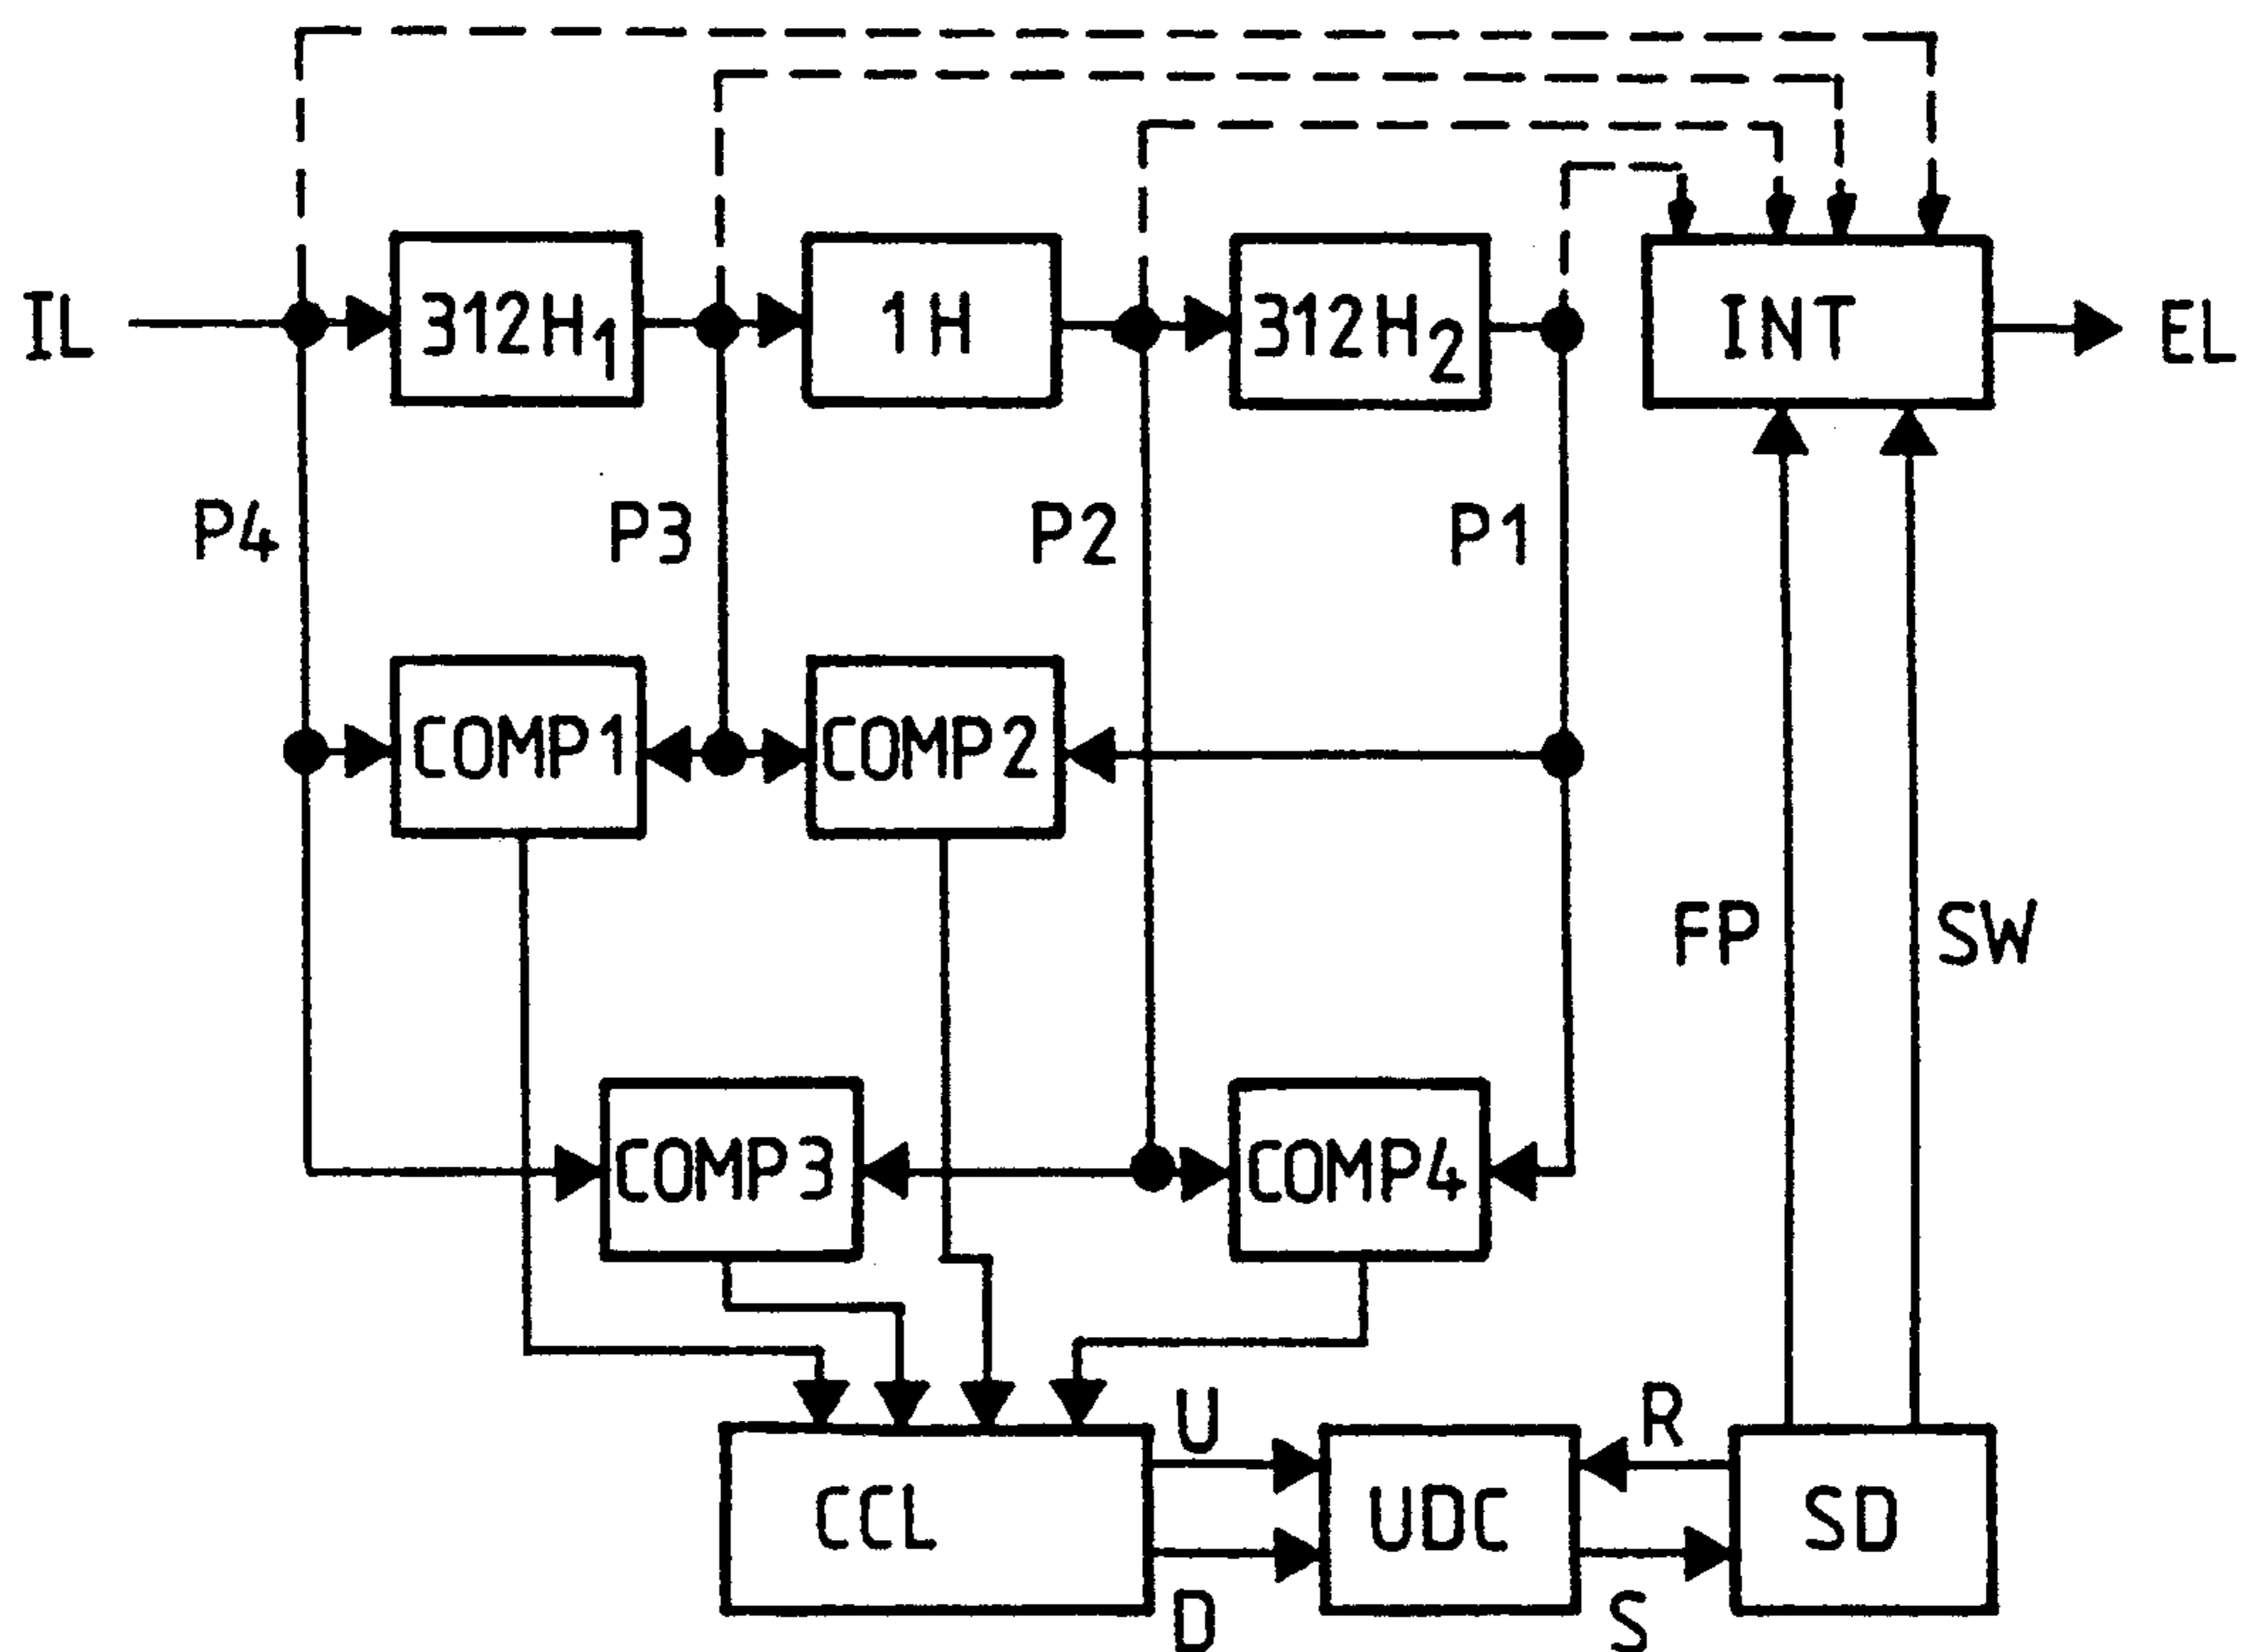 IL
312H1
1H
312H2
INT
EL
P4
P3
P2
P1
COMP1
COMP2
FP
SW
COMP3
COMP4
U
R
CCL
UDC
SD
D
S